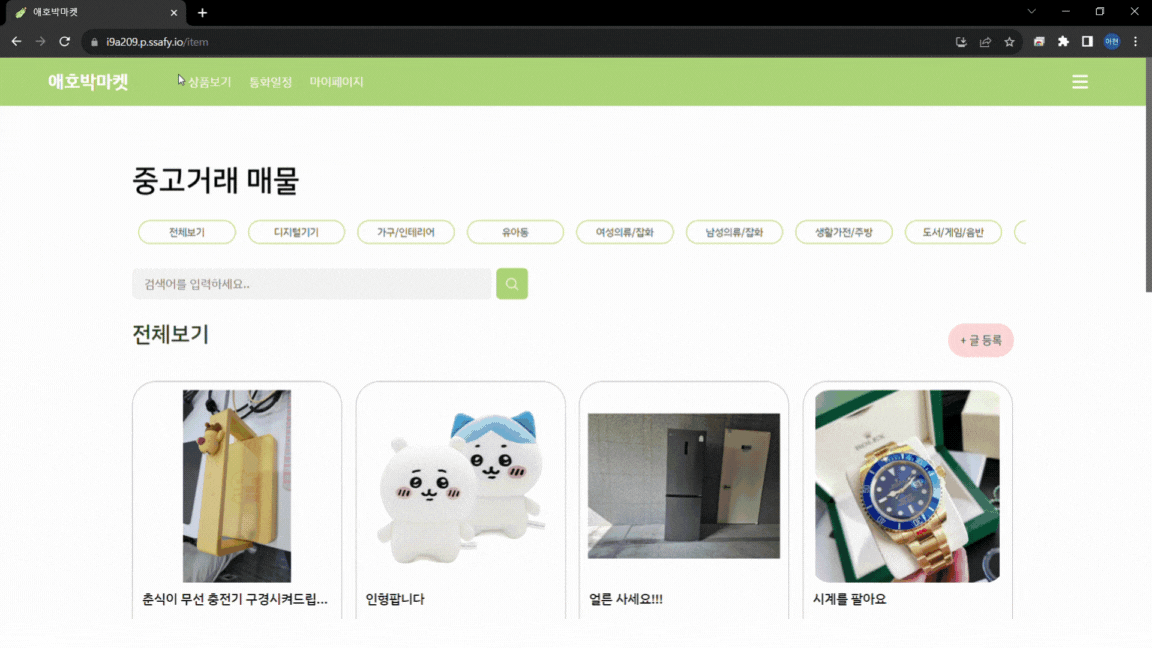 애호박마켓
i9a209.p.ssafy.io/item
아현
애호박마켓 상품보기 통화일정 마이페이지
중고거래 매물
전체보기 디지털기기 가구/인테리어 유아동 여성의류/잡화 남성의류/잡화 생활가전/주방 도서/게임/음반
검색어를 입력하세요..
전체보기
+ 글 등록
ROLEX
춘식이 무선 충전기 구경시켜드립... 인형팝니다 얼른 사세요!!! 시계를 팔아요